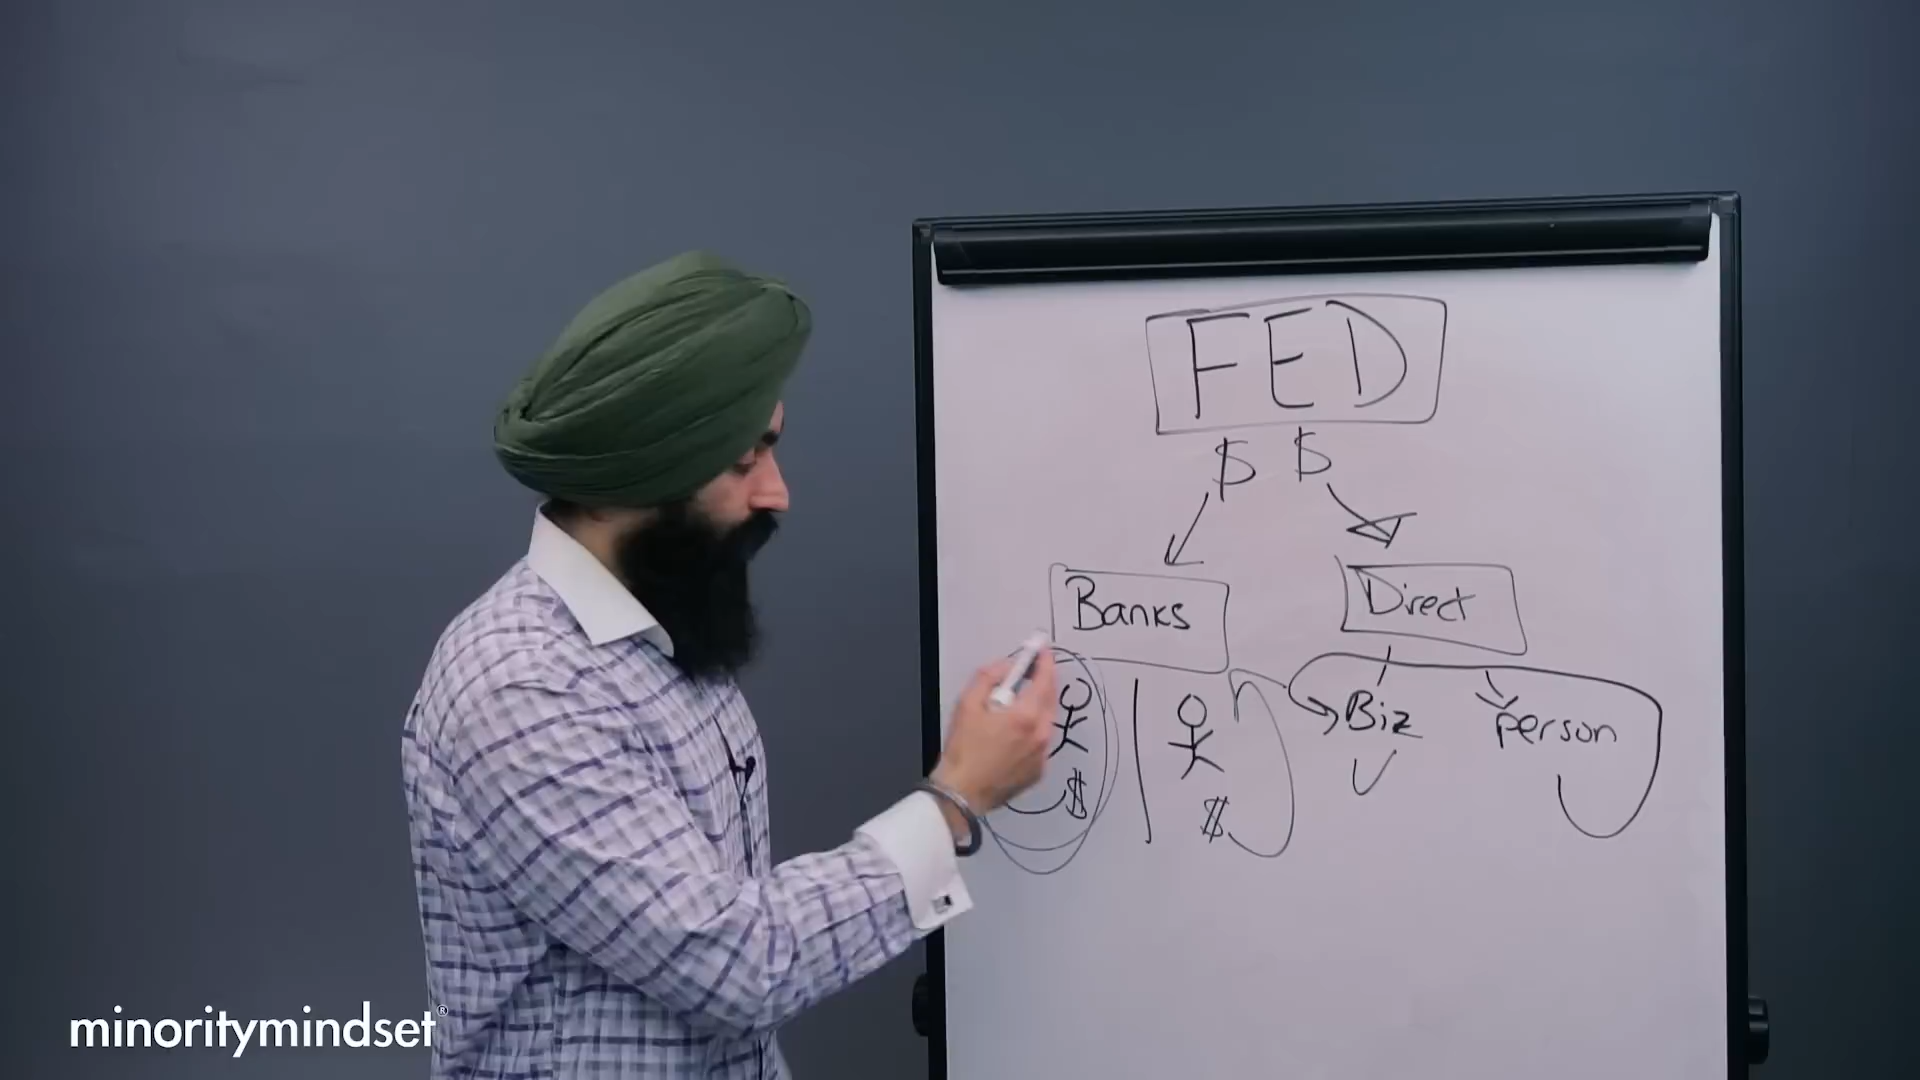 FED
$ $
Banks Direct
Biz person
$ $
minoritymindset®